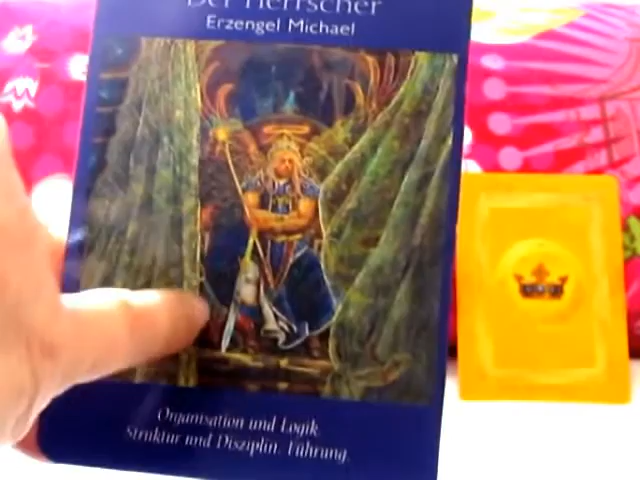 Der Herrscher
Erzengel Michael
Organisation und Logik.
Struktur und Disziplin. Führung.